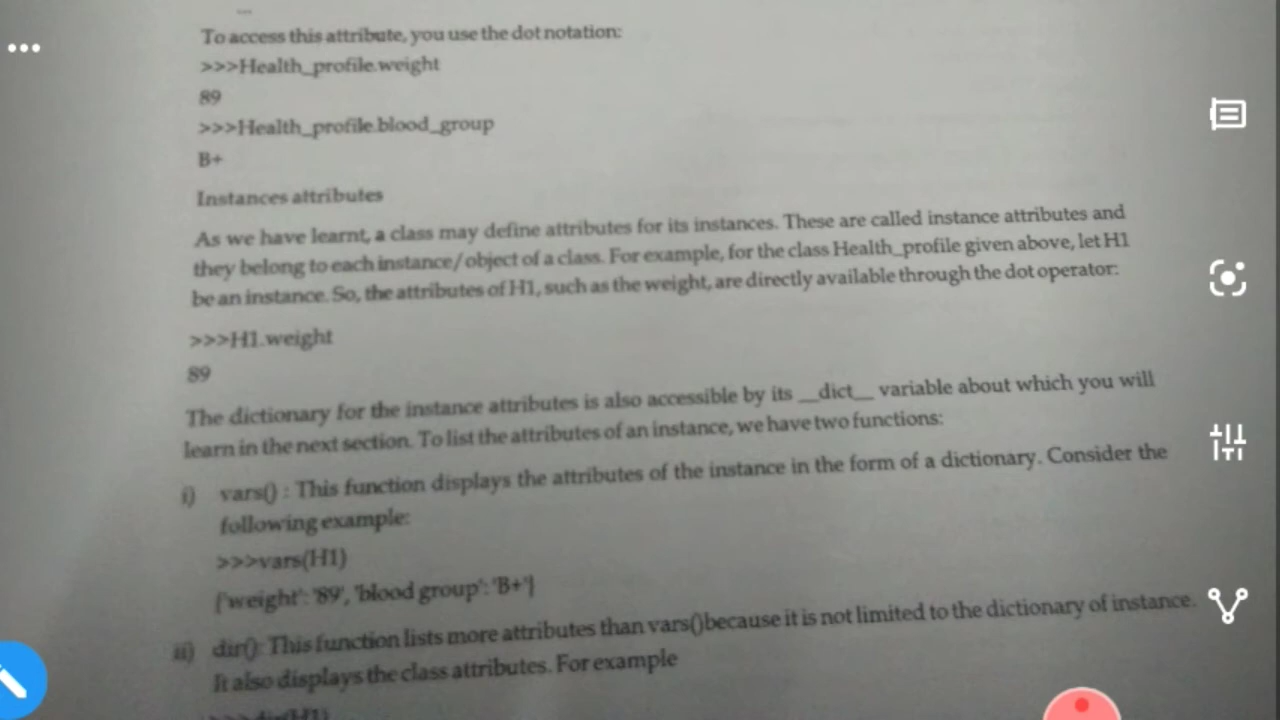 To access this attribute, you use the dot notation:
>>>Health_profile.weight
89
>>>Health_profile.blood_group
B+
Instances attributes
As we have learnt, a class may define attributes for its instances. These are called instance attributes and
they belong to each instance/object of a class. For example, for the class Health_profile given above, let H1
be an instance. So, the attributes of H1, such as the weight, are directly available through the dot operator:
>>>H1.weight
89
The dictionary for the instance attributes is also accessible by its __dict__ variable about which you will
learn in the next section. To list the attributes of an instance, we have two functions:
i) vars() : This function displays the attributes of the instance in the form of a dictionary. Consider the
following example:
>>>vars(H1)
{'weight': '89', 'blood group': 'B+'}
ii) dir(): This function lists more attributes than vars()because it is not limited to the dictionary of instance.
It also displays the class attributes. For example
>>>dir(H1)